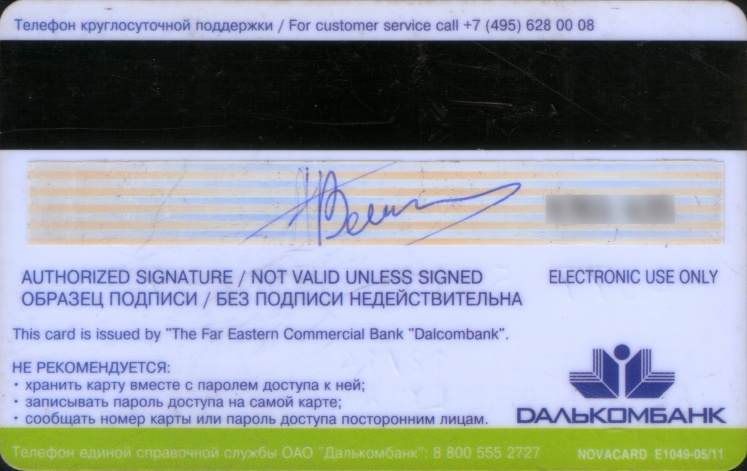 Телефон круглосуточной поддержки / For customer service call +7 (495) 628 00 08
AUTHORIZED SIGNATURE / NOT VALID UNLESS SIGNED
ELECTRONIC USE ONLY
ОБРАЗЕЦ ПОДПИСИ / БЕЗ ПОДПИСИ НЕДЕЙСТВИТЕЛЬНА
This card is issued by "The Far Eastern Commercial Bank "Dalcombank".
НЕ РЕКОМЕНДУЕТСЯ:
• хранить карту вместе с паролем доступа к ней;
• записывать пароль доступа на самой карте;
• сообщать номер карты или пароль доступа посторонним лицам.
ДАЛЬКОМБАНК
Телефон единой справочной службы ОАО "Далькомбанк": 8 800 555 2727
NOVACARD E1049-05/11